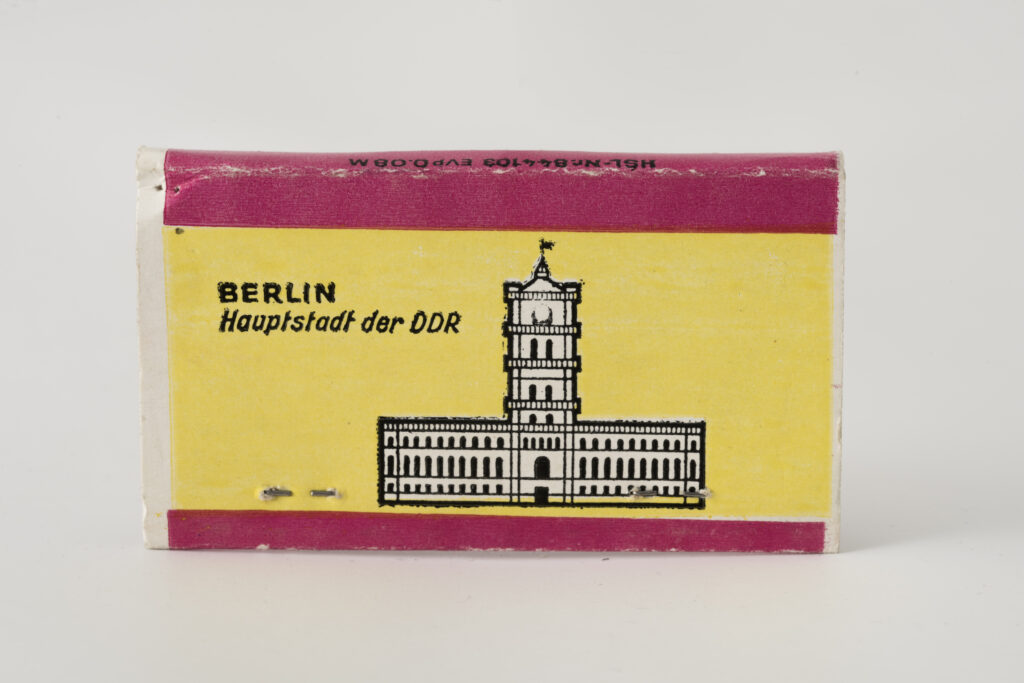 HSL-Nr. 844103 EVP 0.08 M
BERLIN
Hauptstadt der DDR